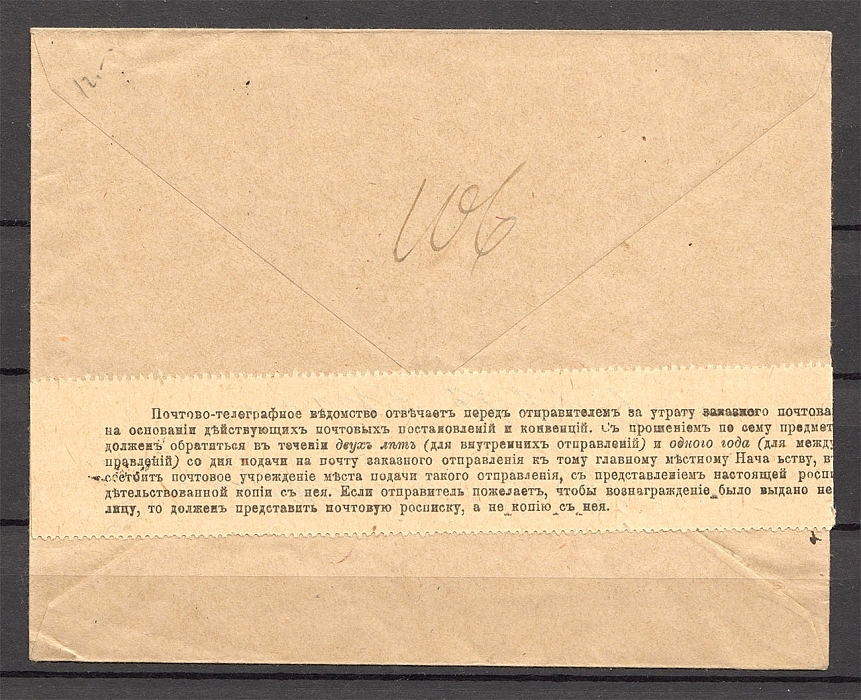 12.
106
Почтово-телеграфное вѣдомство отвѣчаетъ передъ отправителемъ за утрату заказного почтова
на основаніи дѣйствующихъ почтовыхъ постановленій и конвенцій. Съ прошеніемъ по сему предмет
долженъ обратиться въ теченіи двухъ лѣтъ (для внутреннихъ отправленій) и одного года (для между
правленій) со дня подачи на почту заказного отправленія къ тому главному мѣстному Нача ьству, въ
состоитъ почтовое учрежденіе мѣста подачи такого отправленія, съ представленіемъ настоящей роспи
дѣтельствованной копіи съ нея. Если отправитель пожелаетъ, чтобы вознагражденіе было выдано не
лицу, то долженъ представить почтовую росписку, а не копію съ нея.